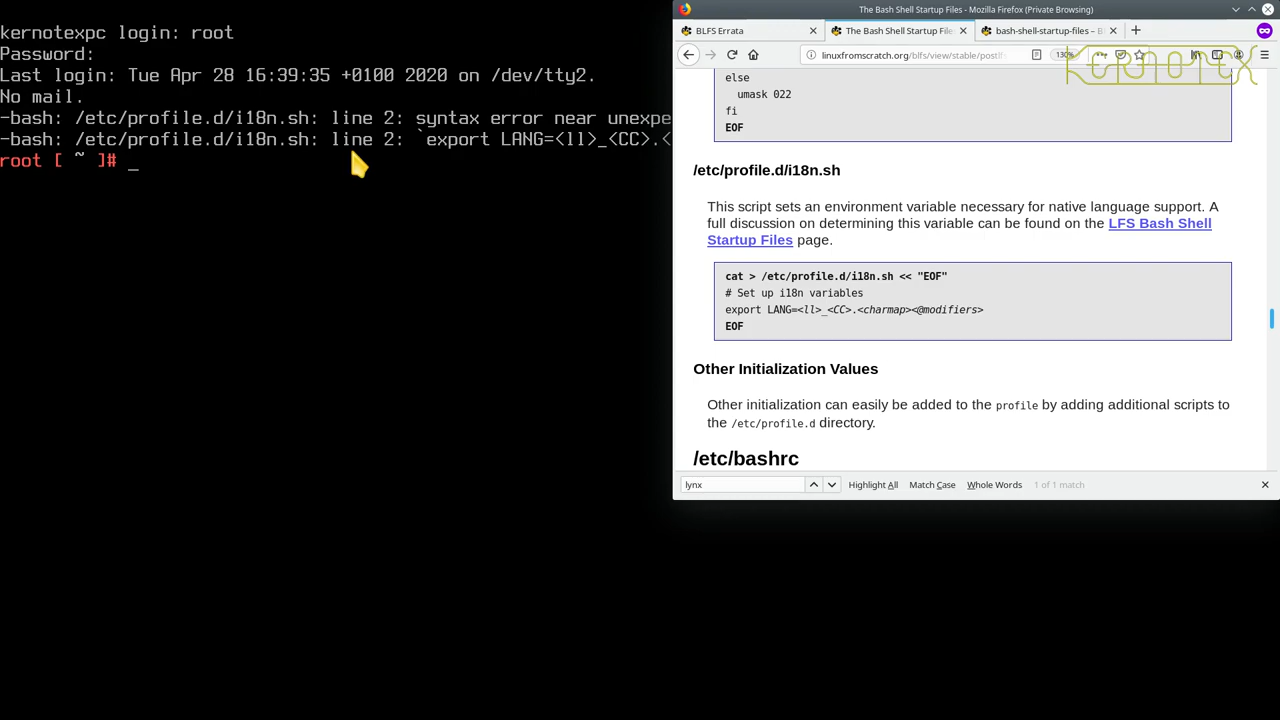 kernotexpc login: root
Password:
Last login: Tue Apr 28 16:39:35 +0100 2020 on /dev/tty2.
No mail.
-bash: /etc/profile.d/i18n.sh: line 2: syntax error near unexpe
-bash: /etc/profile.d/i18n.sh: line 2: `export LANG=<ll>_<CC>.<
root [ ~ ]# _
The Bash Shell Startup Files - Mozilla Firefox (Private Browsing)
BLFS Errata
The Bash Shell Startup File
bash-shell-startup-files – B
linuxfromscratch.org/blfs/view/stable/postlf
130%
KERNOTEX
else
umask 022
fi
EOF
/etc/profile.d/i18n.sh
This script sets an environment variable necessary for native language support. A
full discussion on determining this variable can be found on the LFS Bash Shell
Startup Files page.
cat > /etc/profile.d/i18n.sh << "EOF"
# Set up i18n variables
export LANG=<ll>_<CC>.<charmap><@modifiers>
EOF
Other Initialization Values
Other initialization can easily be added to the profile by adding additional scripts to
the /etc/profile.d directory.
/etc/bashrc
lynx
Highlight All
Match Case
Whole Words
1 of 1 match